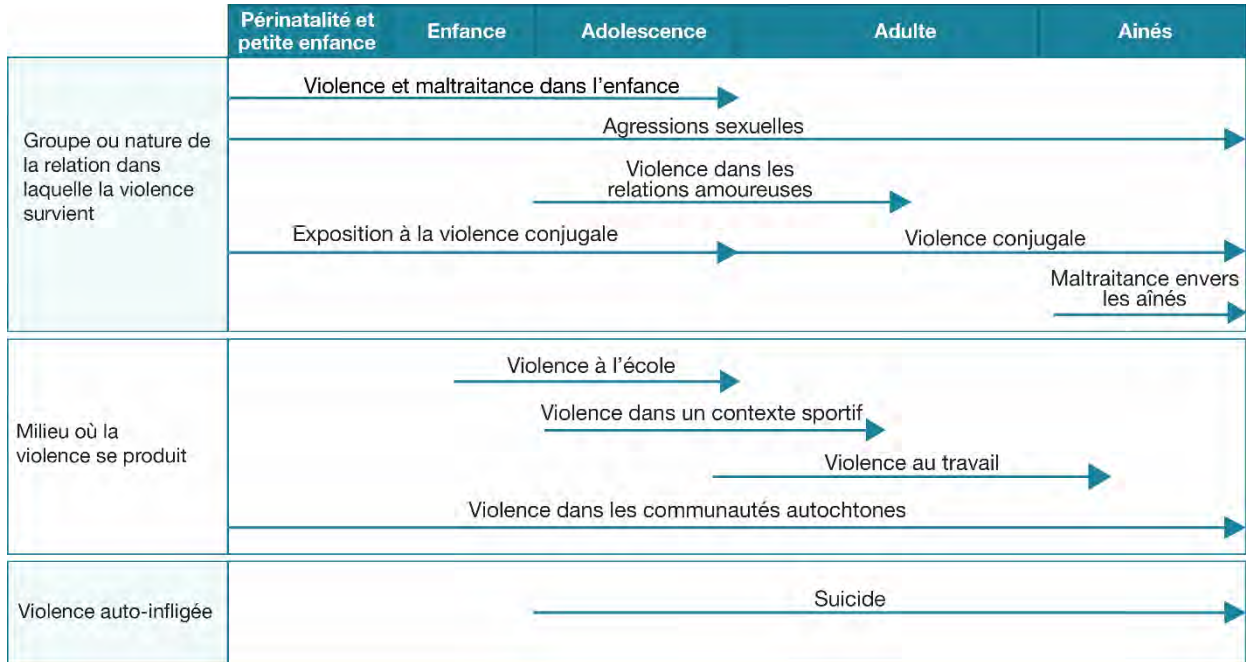 Périnatalité et
petite enfance
Enfance
Adolescence
Adulte
Ainés
Groupe ou nature de
la relation dans
laquelle la violence
survient
Violence et maltraitance dans l’enfance
Agressions sexuelles
Violence dans les
relations amoureuses
Exposition à la violence conjugale
Violence conjugale
Maltraitance envers
les aînés
Milieu où la
violence se produit
Violence à l’école
Violence dans un contexte sportif
Violence au travail
Violence dans les communautés autochtones
Violence auto-infligée
Suicide